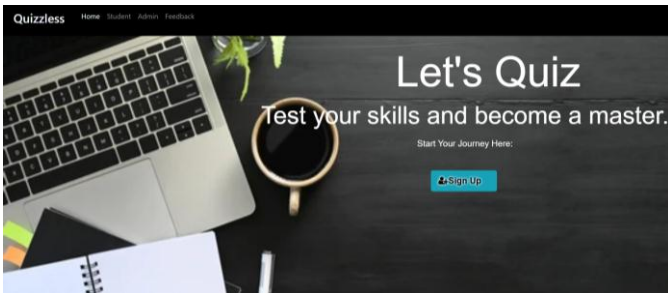 Quizzless Home Student Admin Feedback
Let's Quiz
Test your skills and become a master.
Start Your Journey Here:
Sign Up